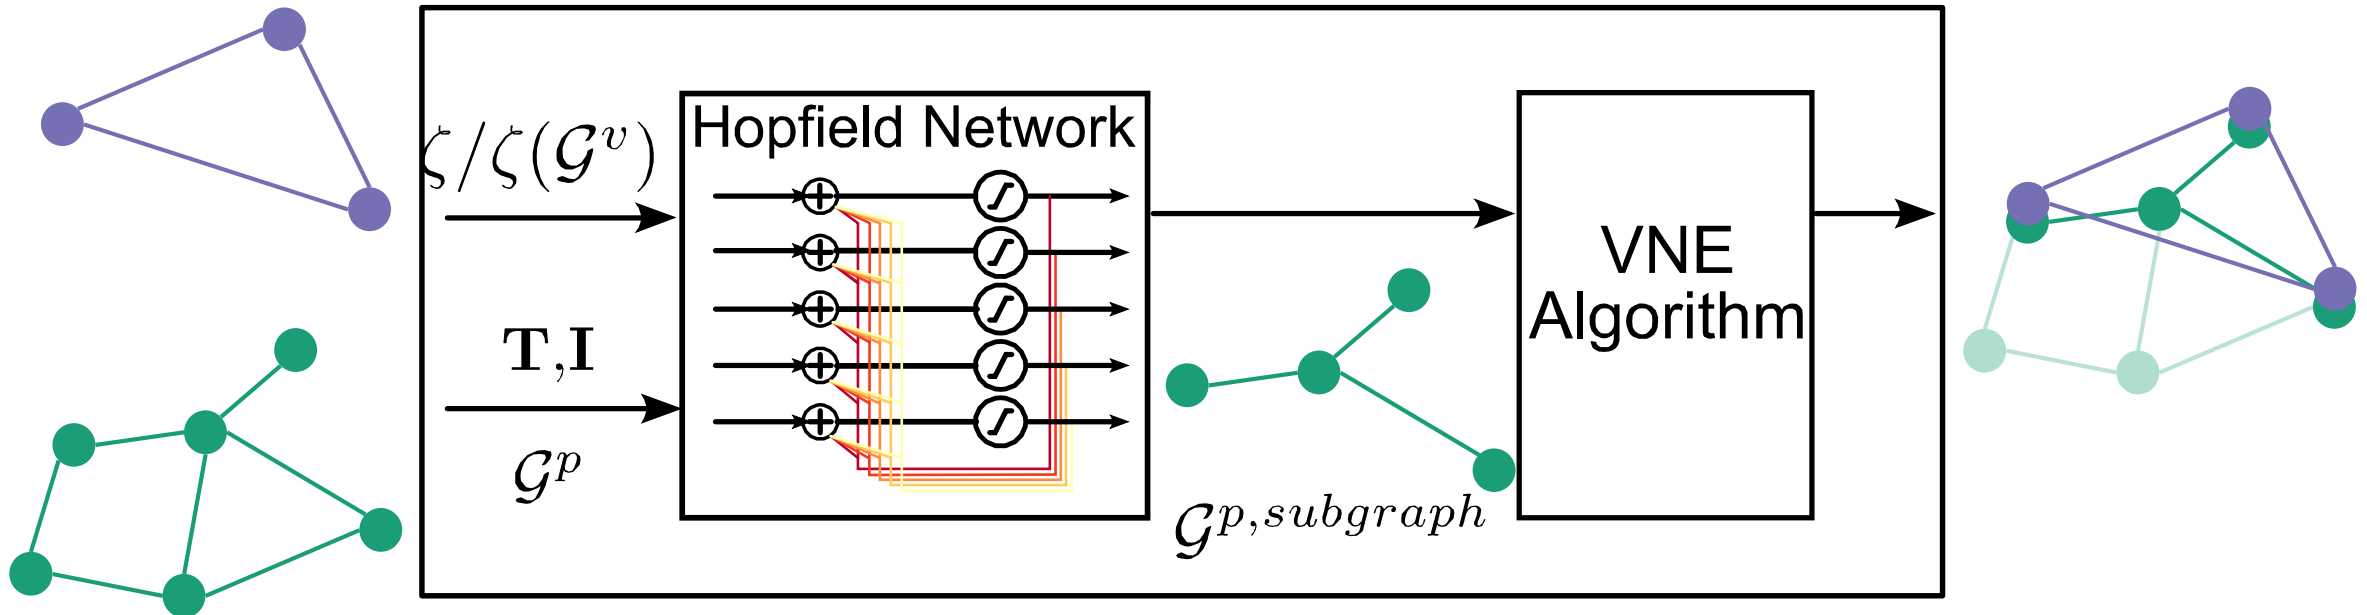 ζ/ζ(𝒢^v)
T,I
𝒢^p
Hopfield Network
𝒢^{p,subgraph}
VNE
Algorithm